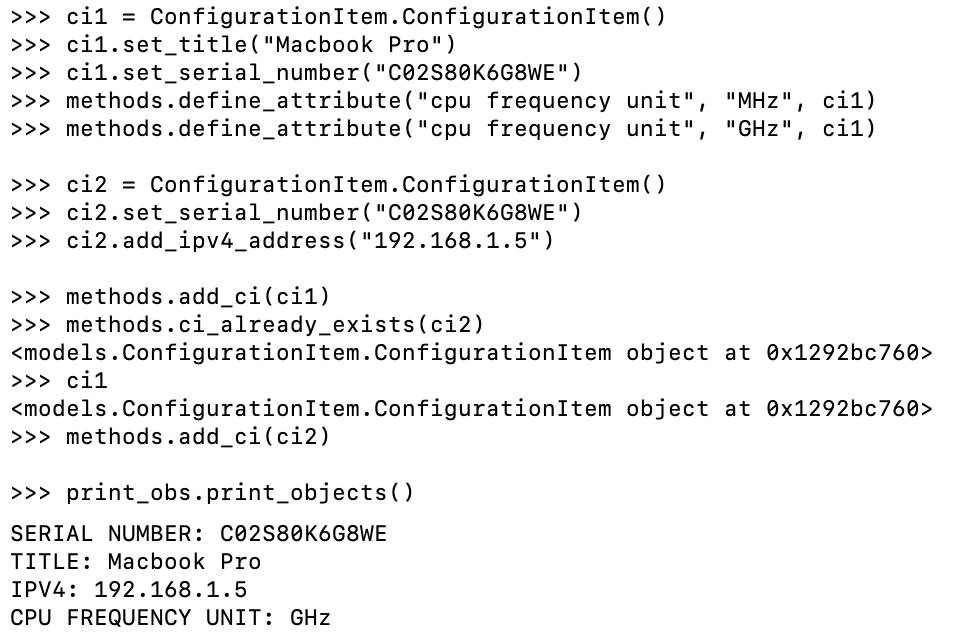 >>> ci1 = ConfigurationItem.ConfigurationItem()
>>> ci1.set_title("Macbook Pro")
>>> ci1.set_serial_number("C02S80K6G8WE")
>>> methods.define_attribute("cpu frequency unit", "MHz", ci1)
>>> methods.define_attribute("cpu frequency unit", "GHz", ci1)
>>> ci2 = ConfigurationItem.ConfigurationItem()
>>> ci2.set_serial_number("C02S80K6G8WE")
>>> ci2.add_ipv4_address("192.168.1.5")
>>> methods.add_ci(ci1)
>>> methods.ci_already_exists(ci2)
<models.ConfigurationItem.ConfigurationItem object at 0x1292bc760>
>>> ci1
<models.ConfigurationItem.ConfigurationItem object at 0x1292bc760>
>>> methods.add_ci(ci2)
>>> print_obs.print_objects()
SERIAL NUMBER: C02S80K6G8WE
TITLE: Macbook Pro
IPV4: 192.168.1.5
CPU FREQUENCY UNIT: GHz